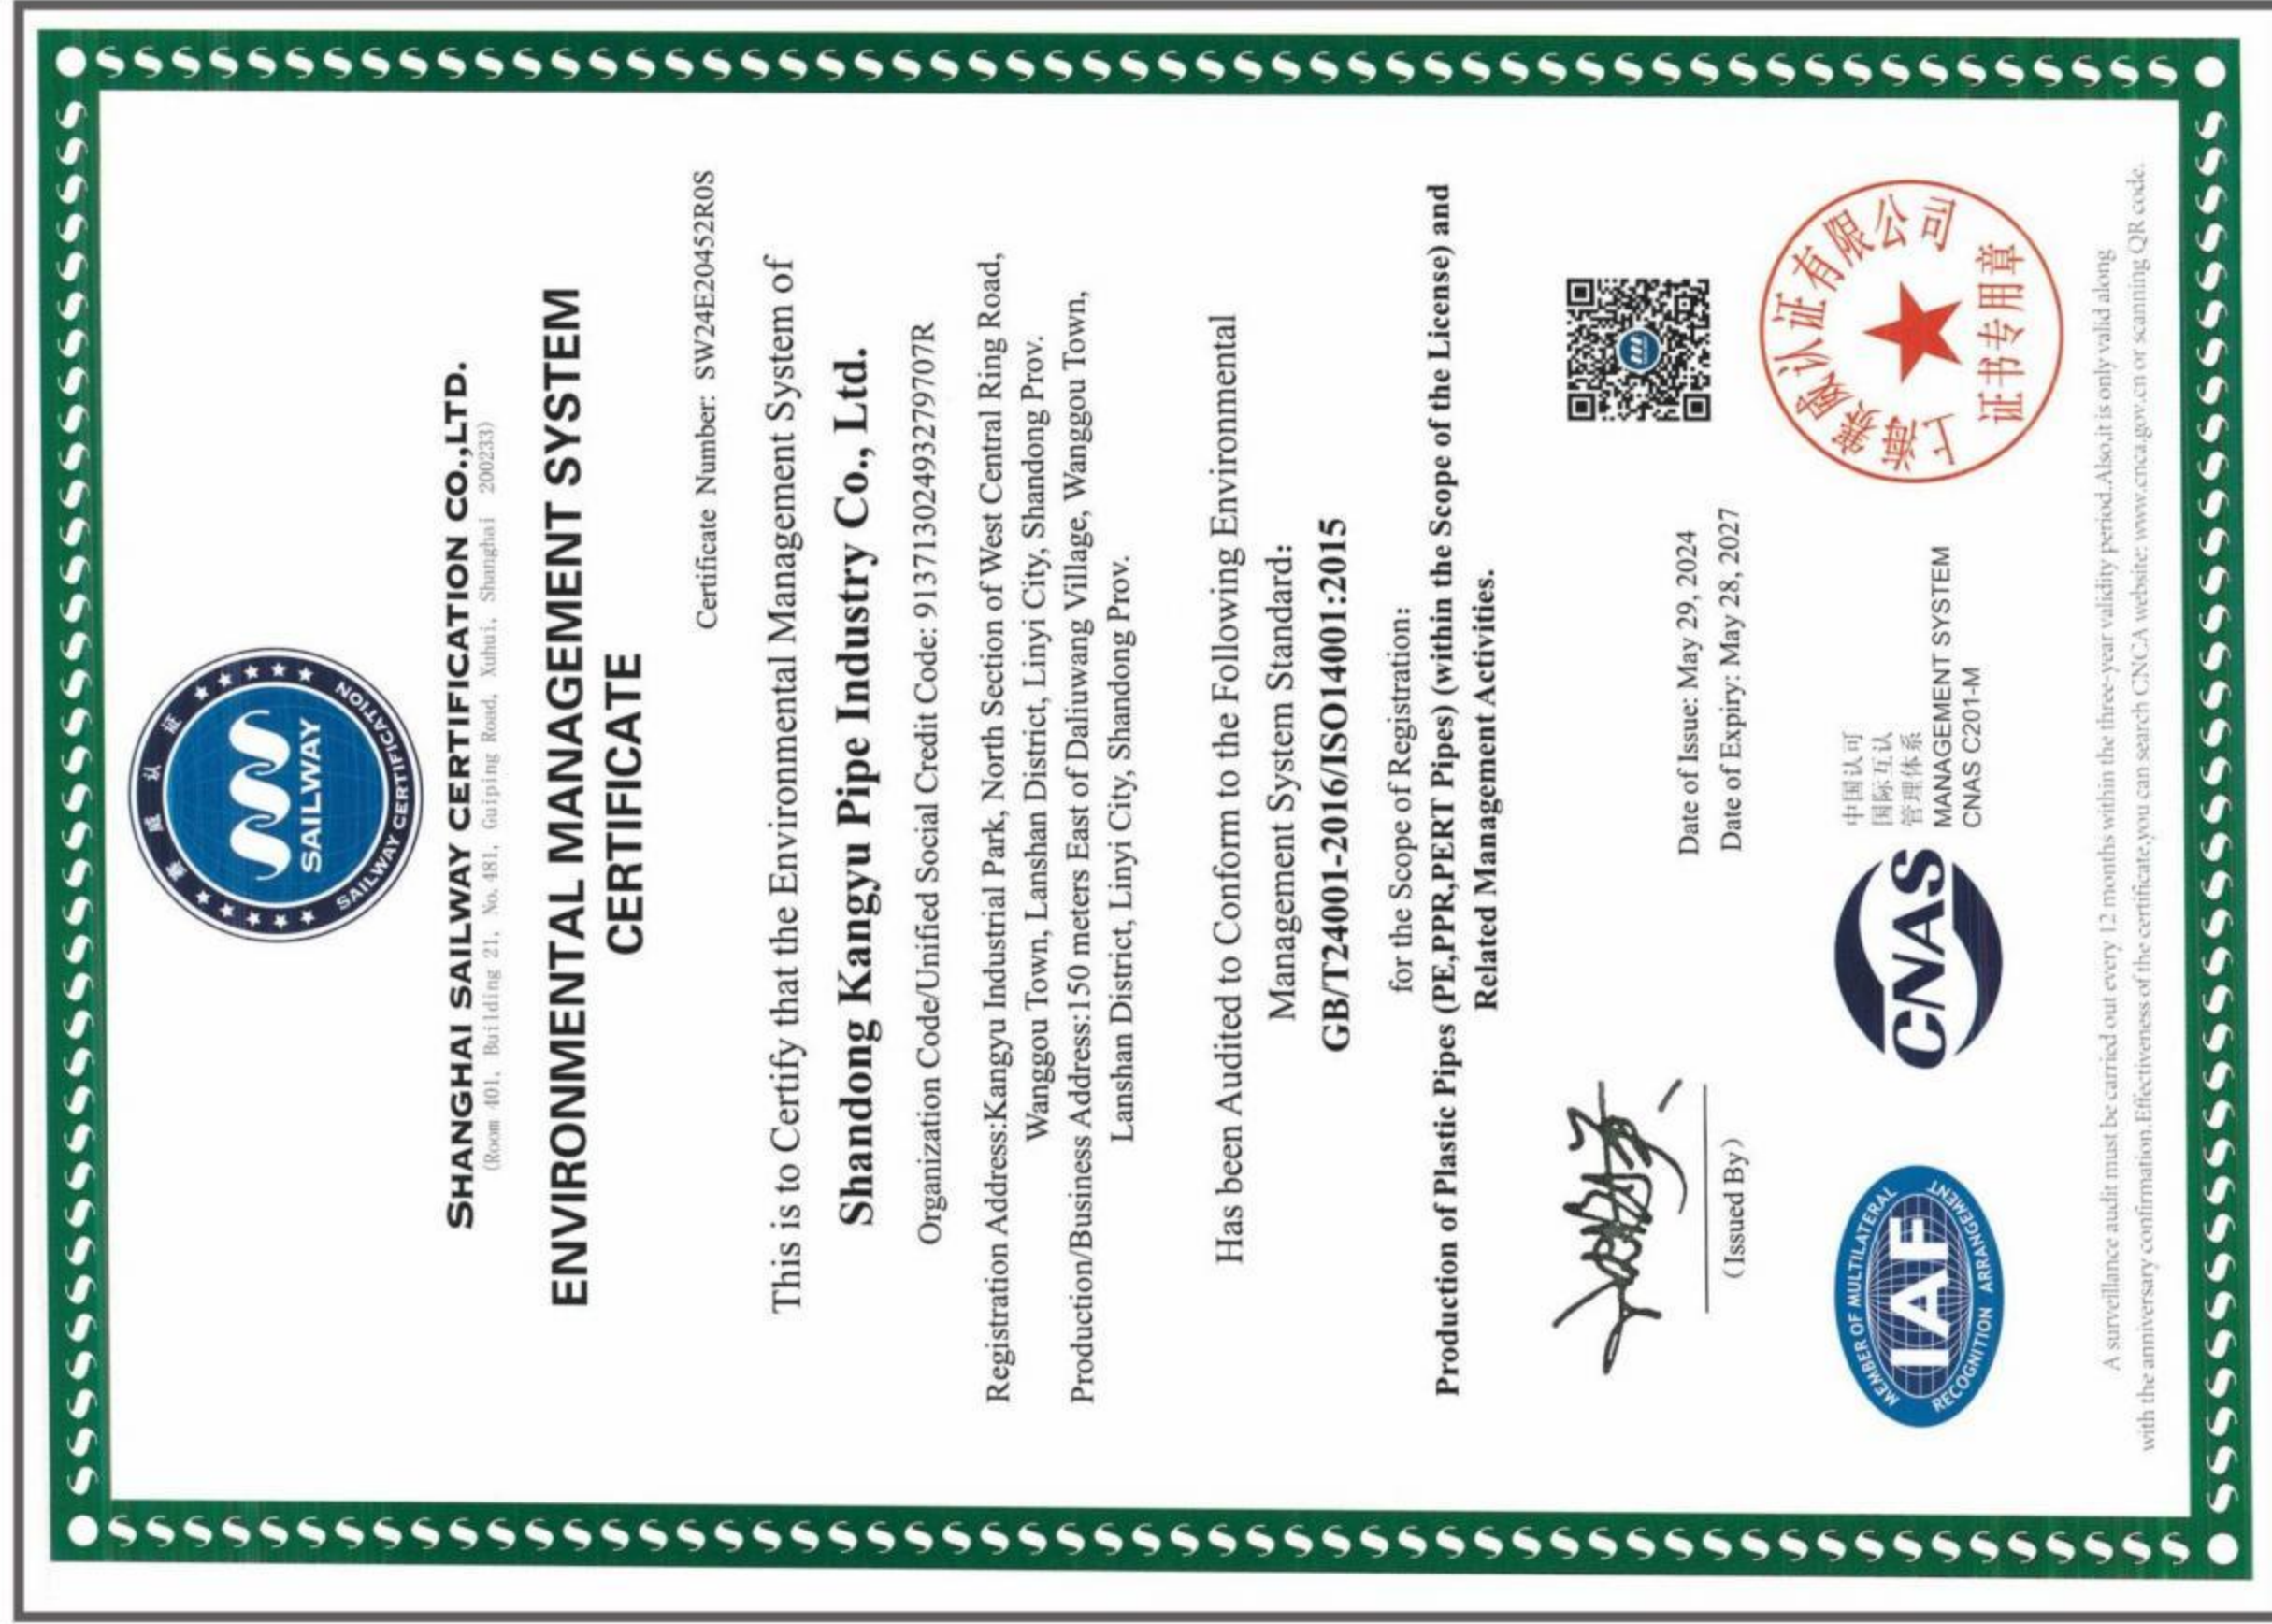 赛威认证
SAILWAY
SAILWAY CERTIFICATION
SHANGHAI SAILWAY CERTIFICATION CO.,LTD.
(Room 401, Building 21, No. 481, Guiping Road, Xuhui, Shanghai 200233)
ENVIRONMENTAL MANAGEMENT SYSTEM
CERTIFICATE
Certificate Number: SW24E20452R0S
This is to Certify that the Environmental Management System of
Shandong Kangyu Pipe Industry Co., Ltd.
Organization Code/Unified Social Credit Code: 91371302493279707R
Registration Address:Kangyu Industrial Park, North Section of West Central Ring Road,
Wanggou Town, Lanshan District, Linyi City, Shandong Prov.
Production/Business Address:150 meters East of Daliuwang Village, Wanggou Town,
Lanshan District, Linyi City, Shandong Prov.
Has been Audited to Conform to the Following Environmental
Management System Standard:
GB/T24001-2016/ISO14001:2015
for the Scope of Registration:
Production of Plastic Pipes (PE,PPR,PERT Pipes) (within the Scope of the License) and
Related Management Activities.
(Issued By)
Date of Issue: May 29, 2024
Date of Expiry: May 28, 2027
MEMBER OF MULTILATERAL
IAF
RECOGNITION ARRANGEMENT
CNAS
中国认可
国际互认
管理体系
MANAGEMENT SYSTEM
CNAS C201-M
上海赛威认证有限公司
证书专用章
A surveillance audit must be carried out every 12 months within the three-year validity period.Also,it is only valid along
with the anniversary confirmation.Effectiveness of the certificate,you can search CNCA website: www.cnca.gov.cn or scanning QR code.